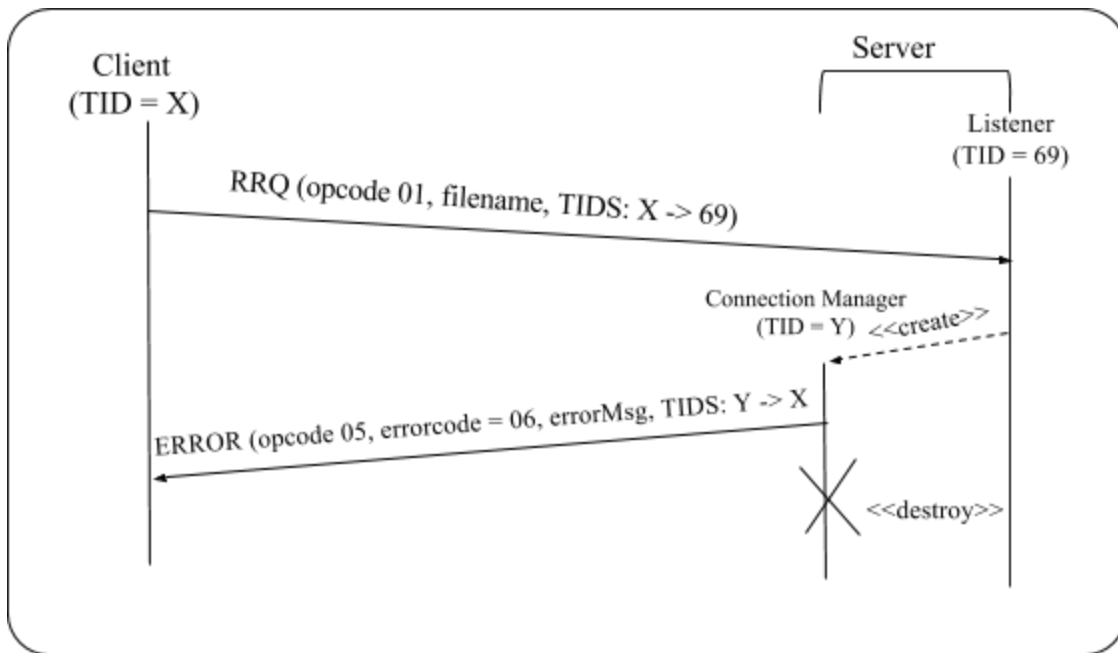 Server
Client
(TID = X)
Listener
(TID = 69)
RRQ (opcode 01, filename, TIDS: X -> 69)
Connection Manager
(TID = Y)
<<create>>
ERROR (opcode 05, errorcode = 06, errorMsg, TIDS: Y -> X
<<destroy>>